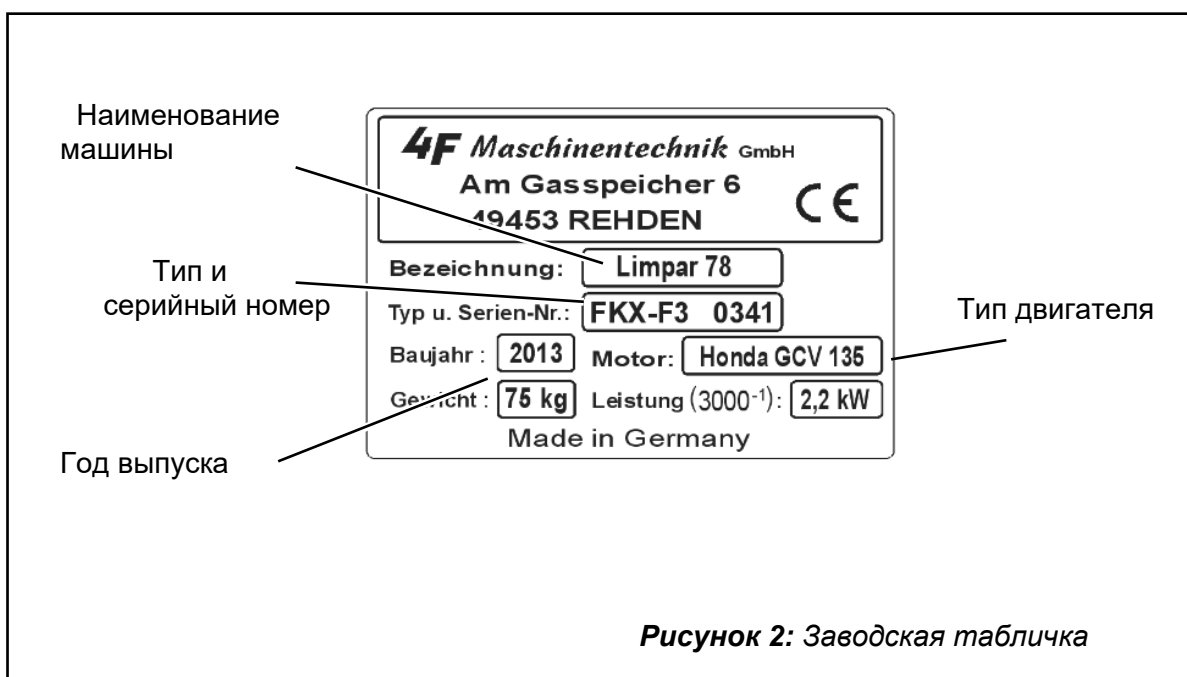 Наименование
машины
4F Maschinentechnik GmbH
Am Gasspeicher 6
49453 REHDEN
CE
Тип и
серийный номер
Bezeichnung: Limpar 78
Typ u. Serien-Nr.: FKX-F3 0341
Baujahr : 2013 Motor: Honda GCV 135
Gewicht : 75 kg Leistung (3000⁻¹): 2,2 kW
Made in Germany
Тип двигателя
Год выпуска
Рисунок 2: Заводская табличка